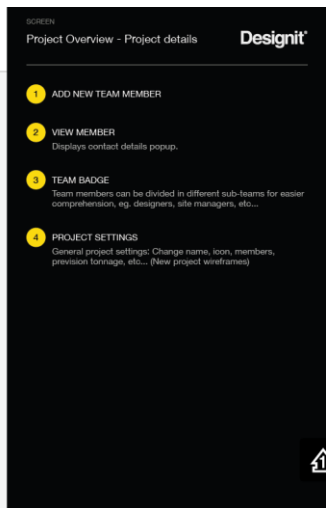 SCREEN
Project Overview - Project details
Designit
1 ADD NEW TEAM MEMBER
2 VIEW MEMBER
Displays contact details popup.
3 TEAM BADGE
Team members can be divided in different sub-teams for easier
comprehension, eg. designers, site managers, etc...
4 PROJECT SETTINGS
General project settings: Change name, icon, members,
prevision tonnage, etc... (New project wireframes)
1